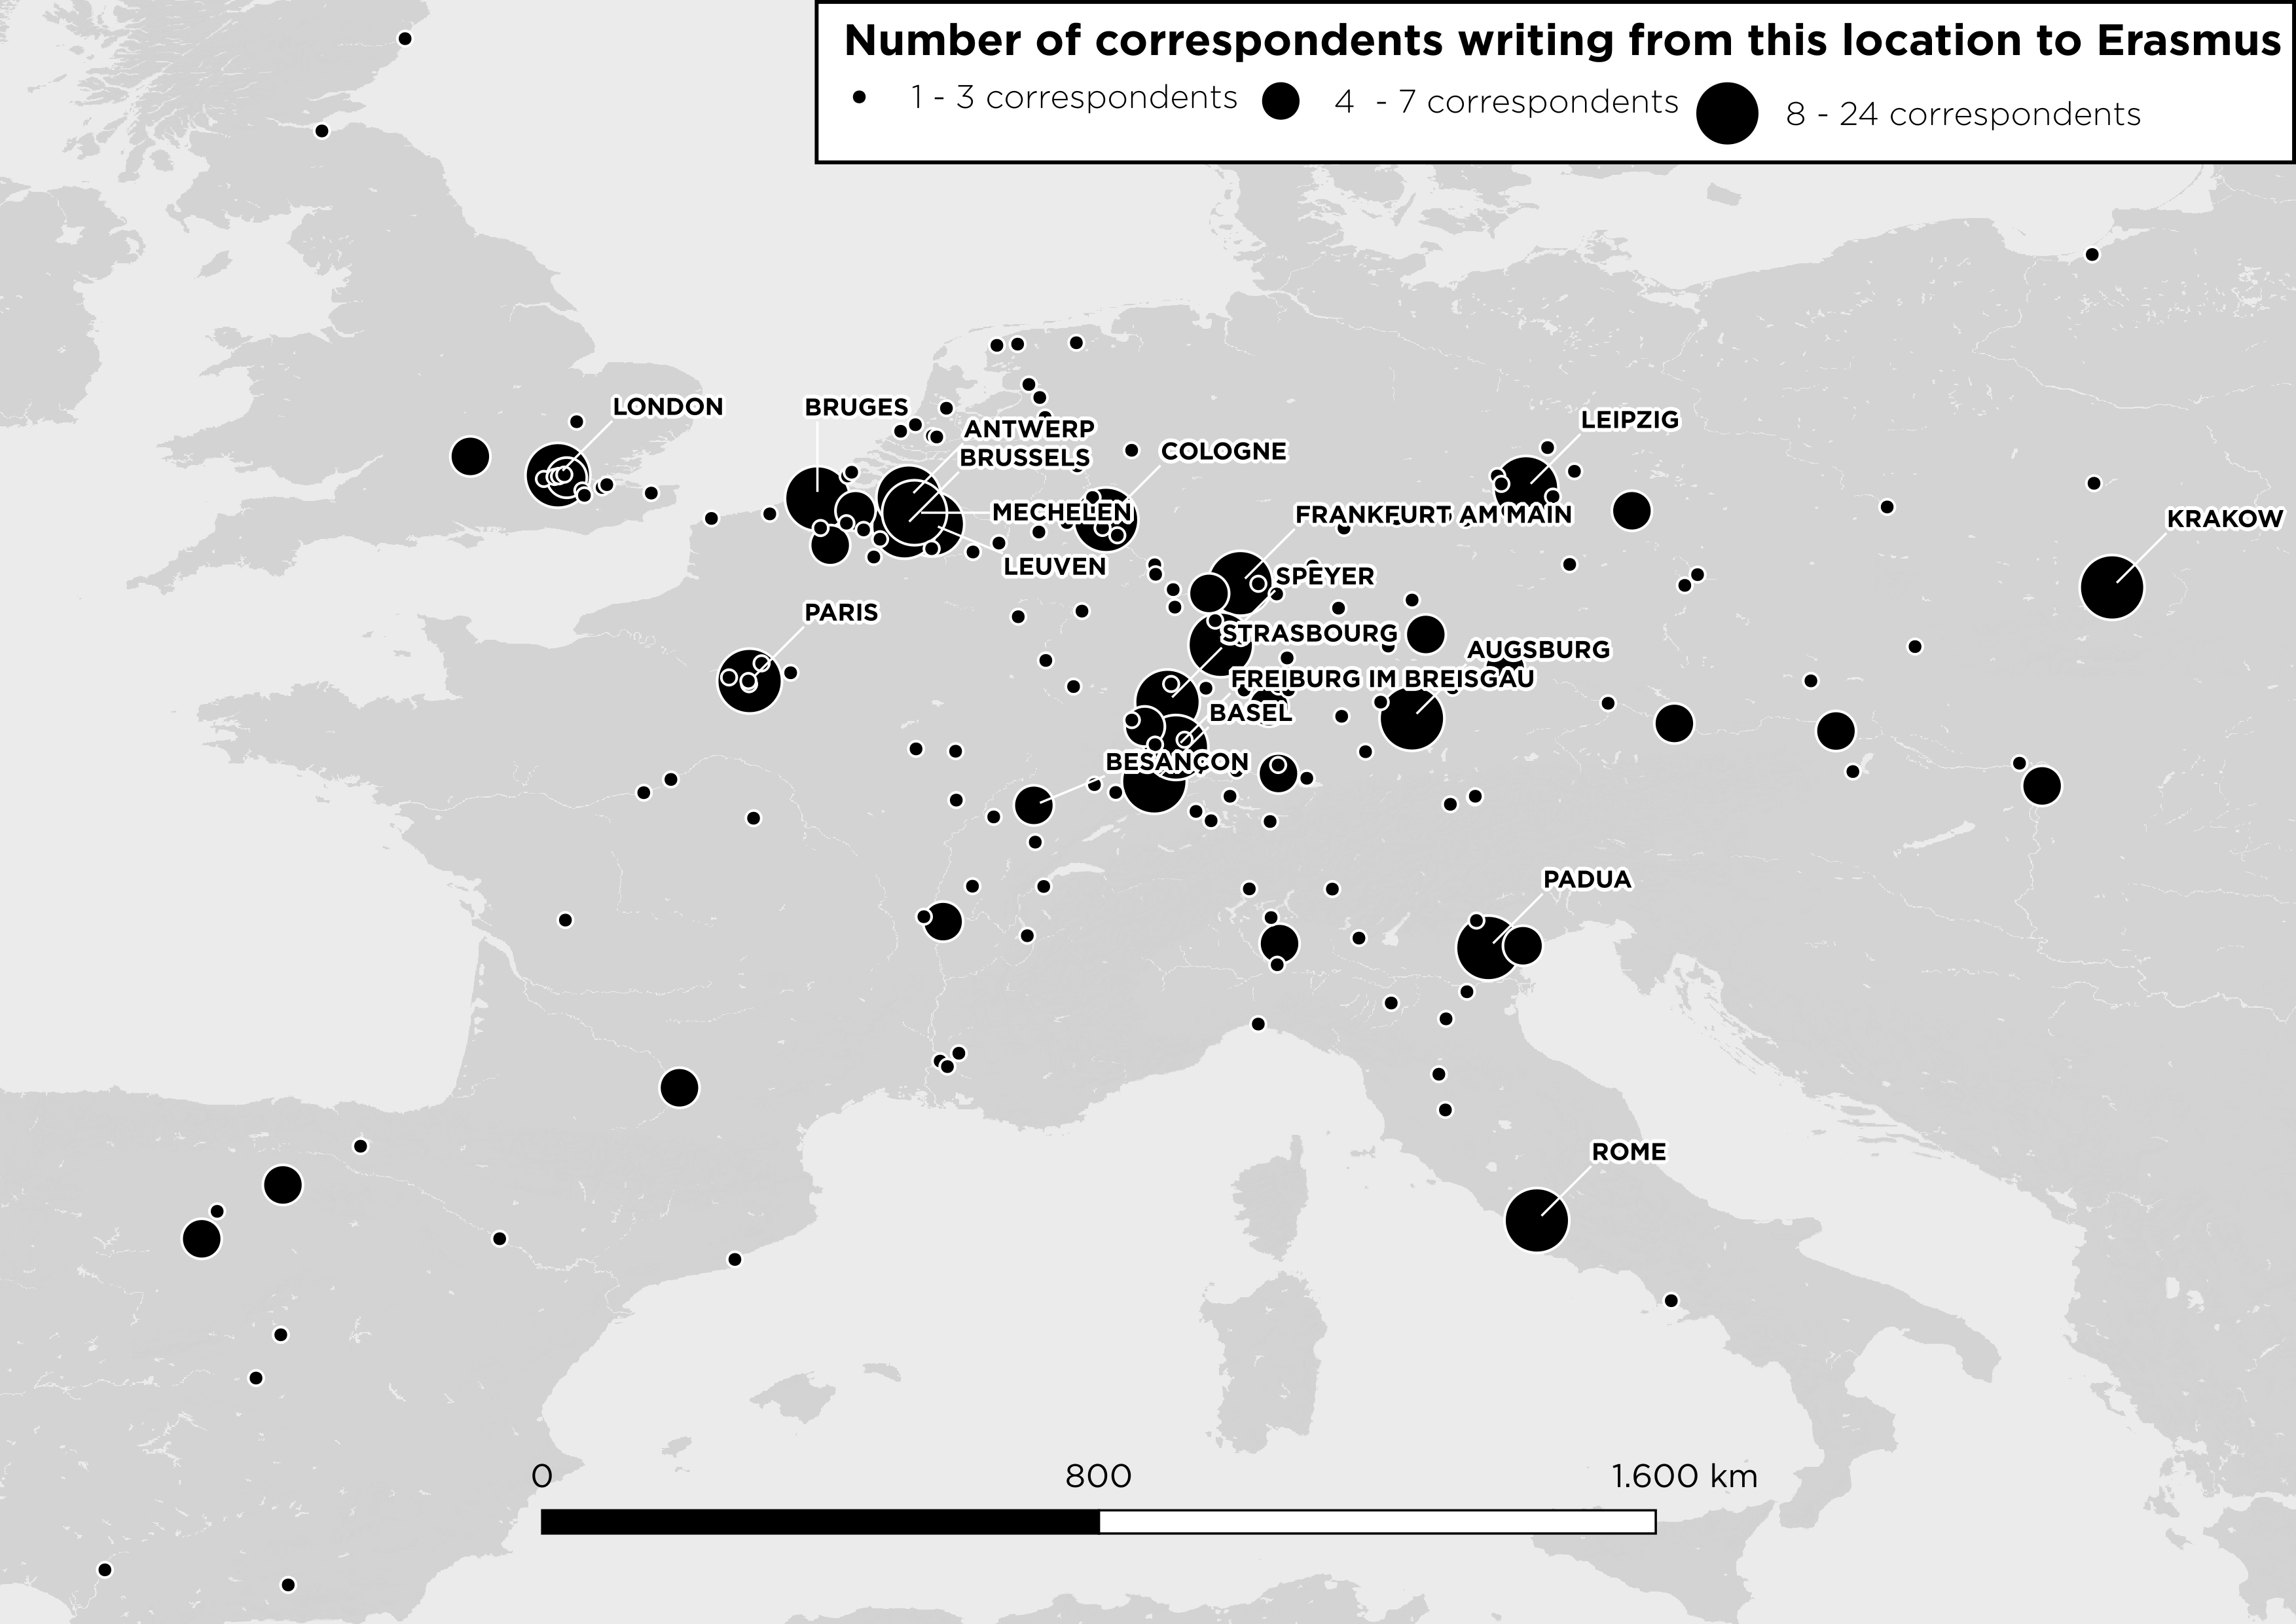 Number of correspondents writing from this location to Erasmus
1 - 3 correspondents
4 - 7 correspondents
8 - 24 correspondents
LONDON
BRUGES
ANTWERP
BRUSSELS
COLOGNE
LEIPZIG
MECHELEN
FRANKFURT AM MAIN
KRAKOW
LEUVEN
SPEYER
PARIS
STRASBOURG
AUGSBURG
FREIBURG IM BREISGAU
BASEL
BESANÇON
PADUA
ROME
0 800 1.600 km